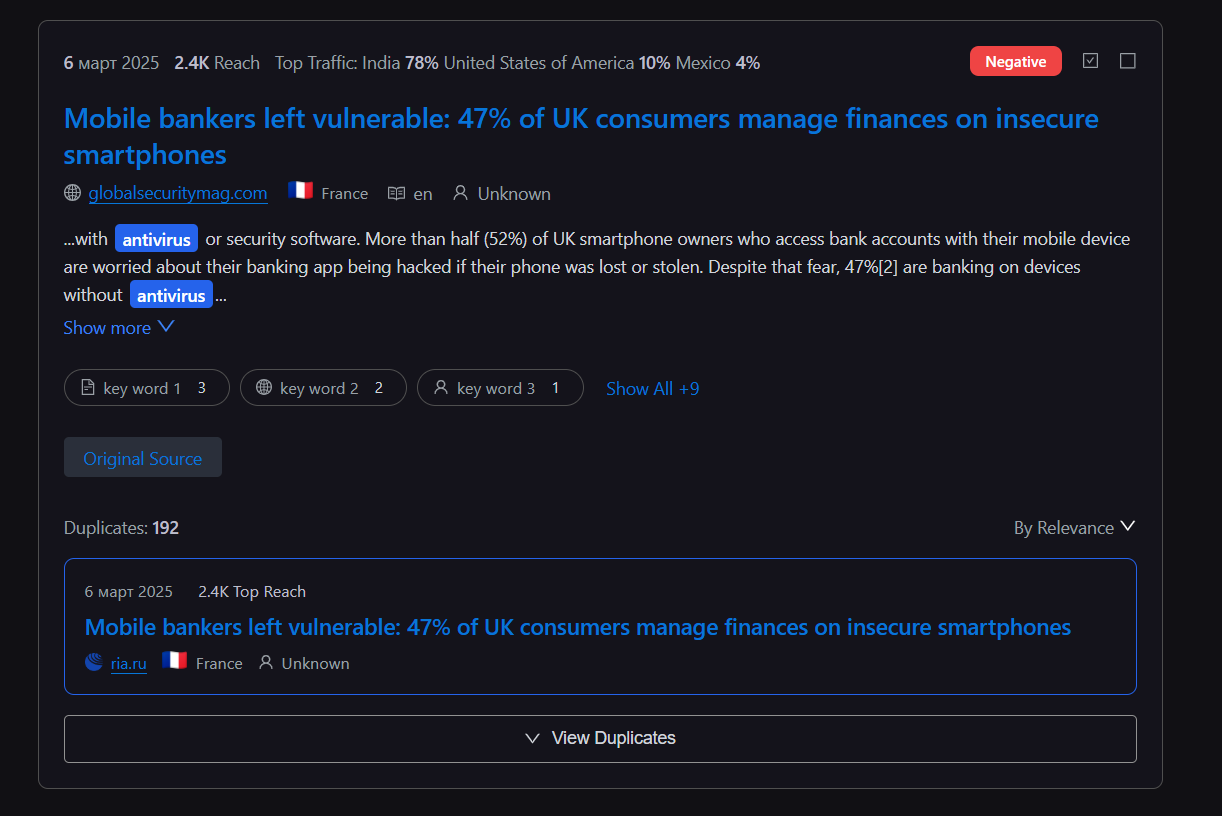 6 март 2025 2.4K Reach Top Traffic: India 78% United States of America 10% Mexico 4% Negative
Mobile bankers left vulnerable: 47% of UK consumers manage finances on insecure
smartphones
globalsecuritymag.com France en Unknown
...with antivirus or security software. More than half (52%) of UK smartphone owners who access bank accounts with their mobile device
are worried about their banking app being hacked if their phone was lost or stolen. Despite that fear, 47%[2] are banking on devices
without antivirus ...
Show more
key word 1 3 key word 2 2 key word 3 1 Show All +9
Original Source
Duplicates: 192 By Relevance
6 март 2025 2.4K Top Reach
Mobile bankers left vulnerable: 47% of UK consumers manage finances on insecure smartphones
ria.ru France Unknown
View Duplicates